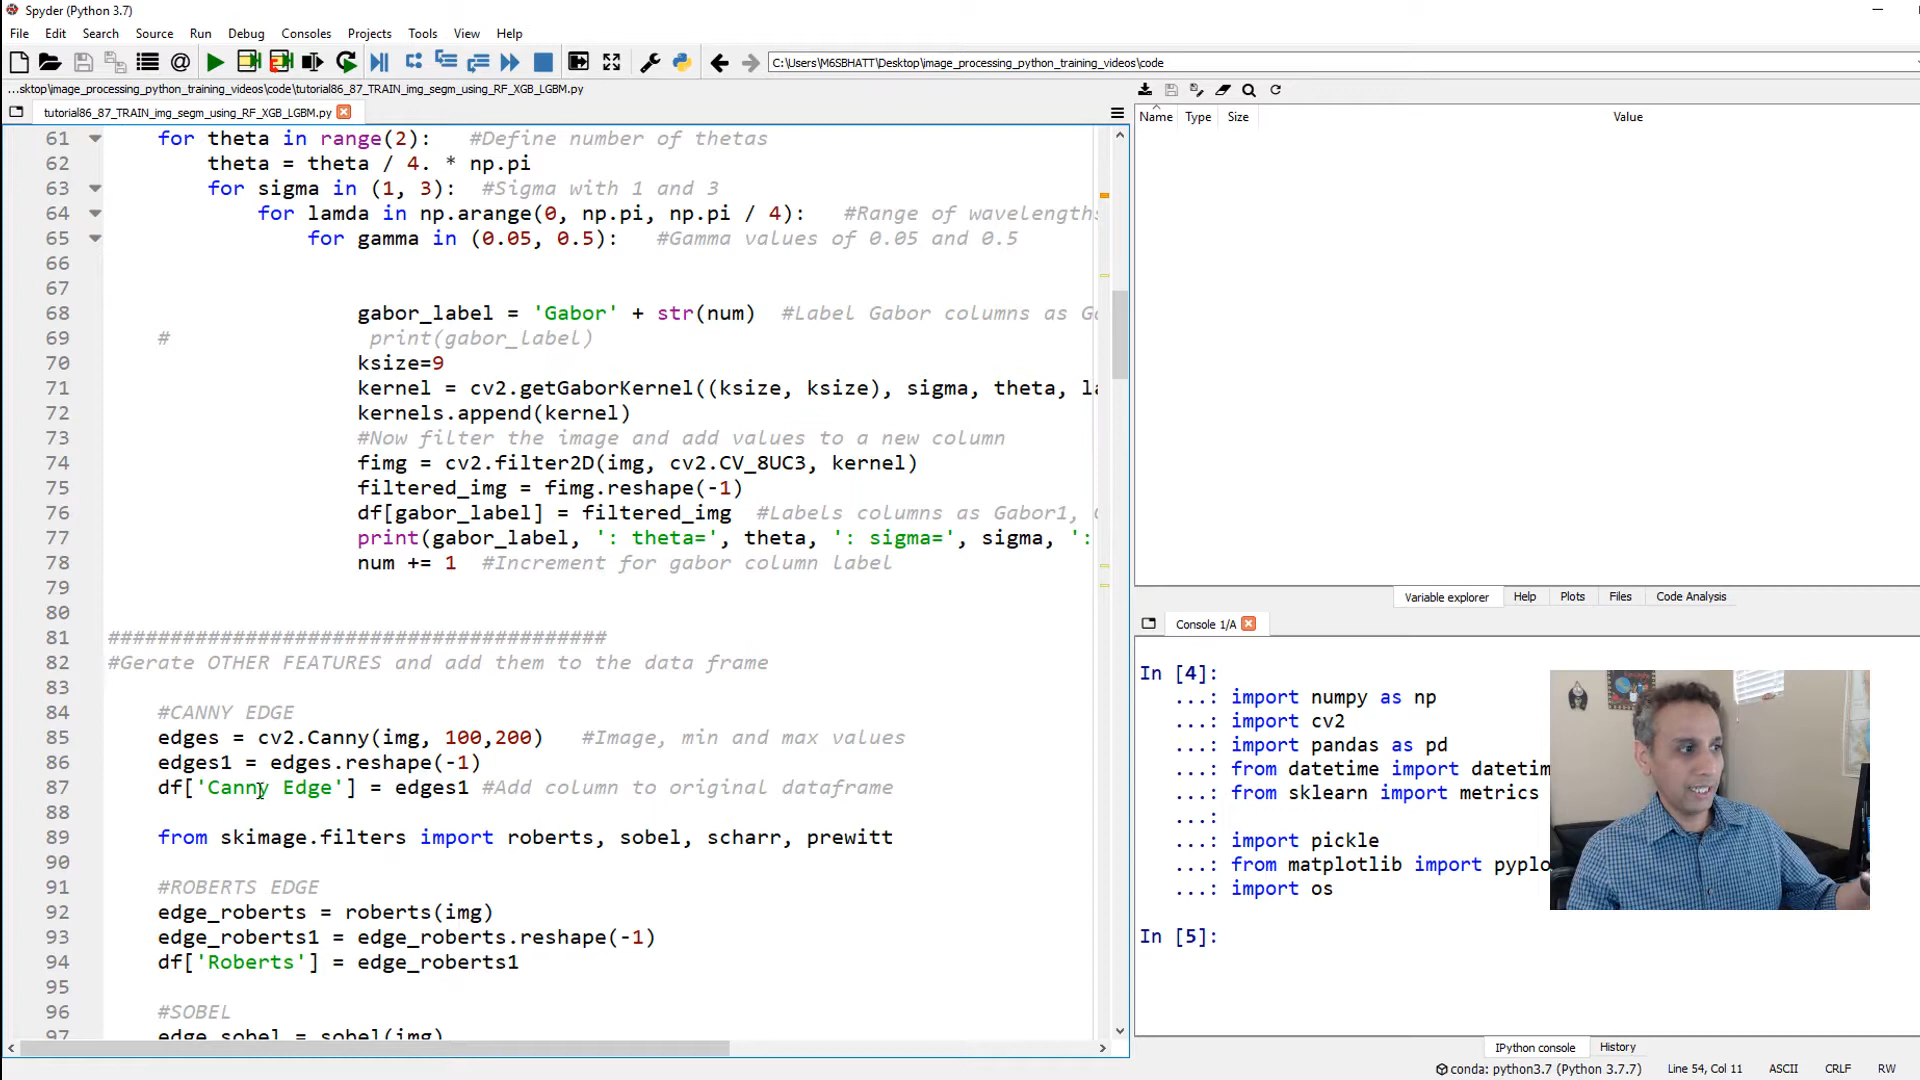 Spyder (Python 3.7)
File Edit Search Source Run Debug Consoles Projects Tools View Help
C:\Users\M6SBHATT\Desktop\image_processing_python_training_videos\code
...sktop\image_processing_python_training_videos\code\tutorial86_87_TRAIN_img_segm_using_RF_XGB_LGBM.py
tutorial86_87_TRAIN_img_segm_using_RF_XGB_LGBM.py
61 for theta in range(2): #Define number of thetas
62 theta = theta / 4. * np.pi
63 for sigma in (1, 3): #Sigma with 1 and 3
64 for lamda in np.arange(0, np.pi, np.pi / 4): #Range of wavelengths
65 for gamma in (0.05, 0.5): #Gamma values of 0.05 and 0.5
66
67
68 gabor_label = 'Gabor' + str(num) #Label Gabor columns as Ga
69 # print(gabor_label)
70 ksize=9
71 kernel = cv2.getGaborKernel((ksize, ksize), sigma, theta, la
72 kernels.append(kernel)
73 #Now filter the image and add values to a new column
74 fimg = cv2.filter2D(img, cv2.CV_8UC3, kernel)
75 filtered_img = fimg.reshape(-1)
76 df[gabor_label] = filtered_img #Labels columns as Gabor1,
77 print(gabor_label, ': theta=', theta, ': sigma=', sigma, ':
78 num += 1 #Increment for gabor column label
79
80
81 ########################################
82 #Gerate OTHER FEATURES and add them to the data frame
83
84 #CANNY EDGE
85 edges = cv2.Canny(img, 100,200) #Image, min and max values
86 edges1 = edges.reshape(-1)
87 df['Canny Edge'] = edges1 #Add column to original dataframe
88
89 from skimage.filters import roberts, sobel, scharr, prewitt
90
91 #ROBERTS EDGE
92 edge_roberts = roberts(img)
93 edge_roberts1 = edge_roberts.reshape(-1)
94 df['Roberts'] = edge_roberts1
95
96 #SOBEL
97 edge_sobel = sobel(img)
Name Type Size Value
Variable explorer Help Plots Files Code Analysis
Console 1/A
In [4]:
...: import numpy as np
...: import cv2
...: import pandas as pd
...: from datetime import datetim
...: from sklearn import metrics
...:
...: import pickle
...: from matplotlib import pyplo
...: import os
In [5]:
IPython console History
conda: python3.7 (Python 3.7.7) Line 54, Col 11 ASCII CRLF RW